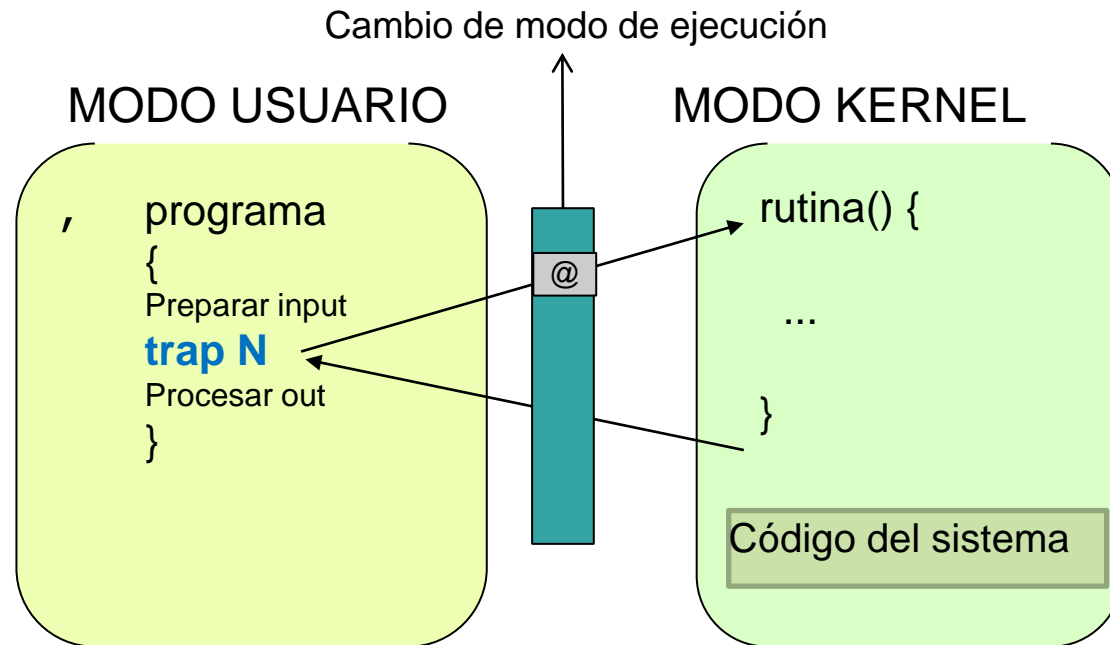 Cambio de modo de ejecución
MODO USUARIO
MODO KERNEL
, programa
{
Preparar input
trap N
Procesar out
}
@
rutina() {
...
}
Código del sistema